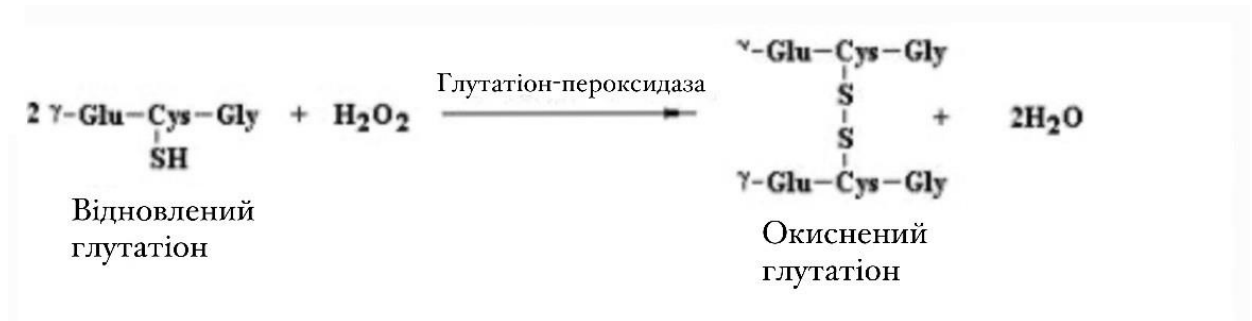 γ-Glu–Cys–Gly
S
S
γ-Glu–Cys–Gly
2 γ-Glu–Cys–Gly + H₂O₂
SH
Глутатіон-пероксидаза
+ 2H₂O
Відновлений
глутатіон
Окиснений
глутатіон